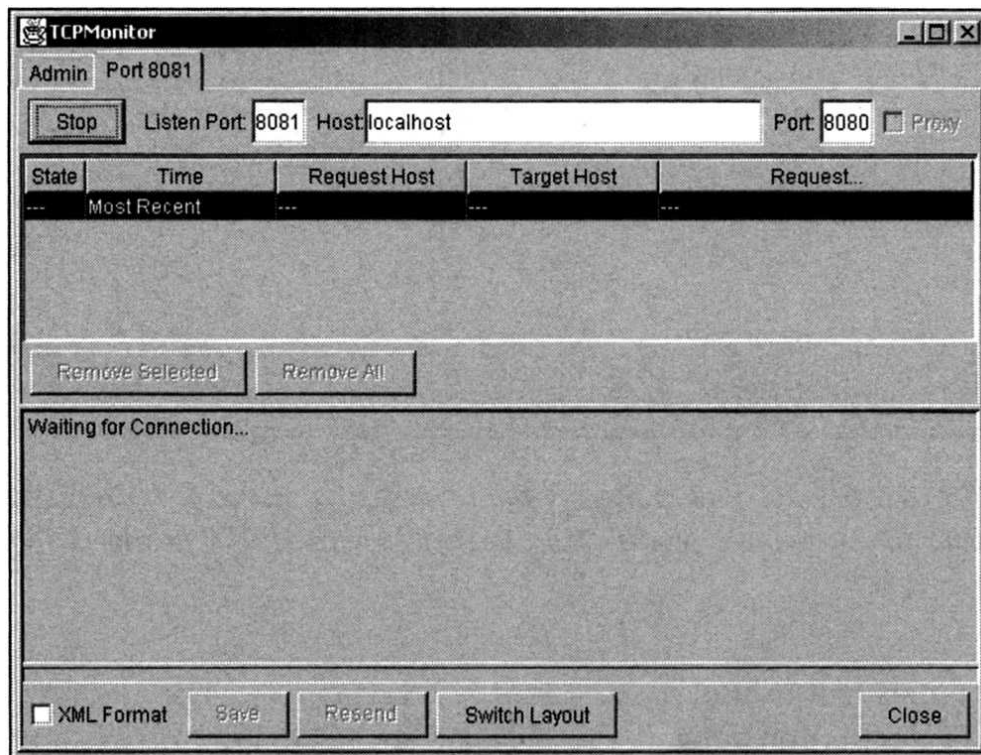 TCPMonitor
Admin Port 8081
Stop Listen Port: 8081 Host: localhost Port: 8080 Proxy
State Time Request Host Target Host Request...
--- Most Recent --- --- ---
Remove Selected Remove All
Waiting for Connection...
XML Format Save Resend Switch Layout Close